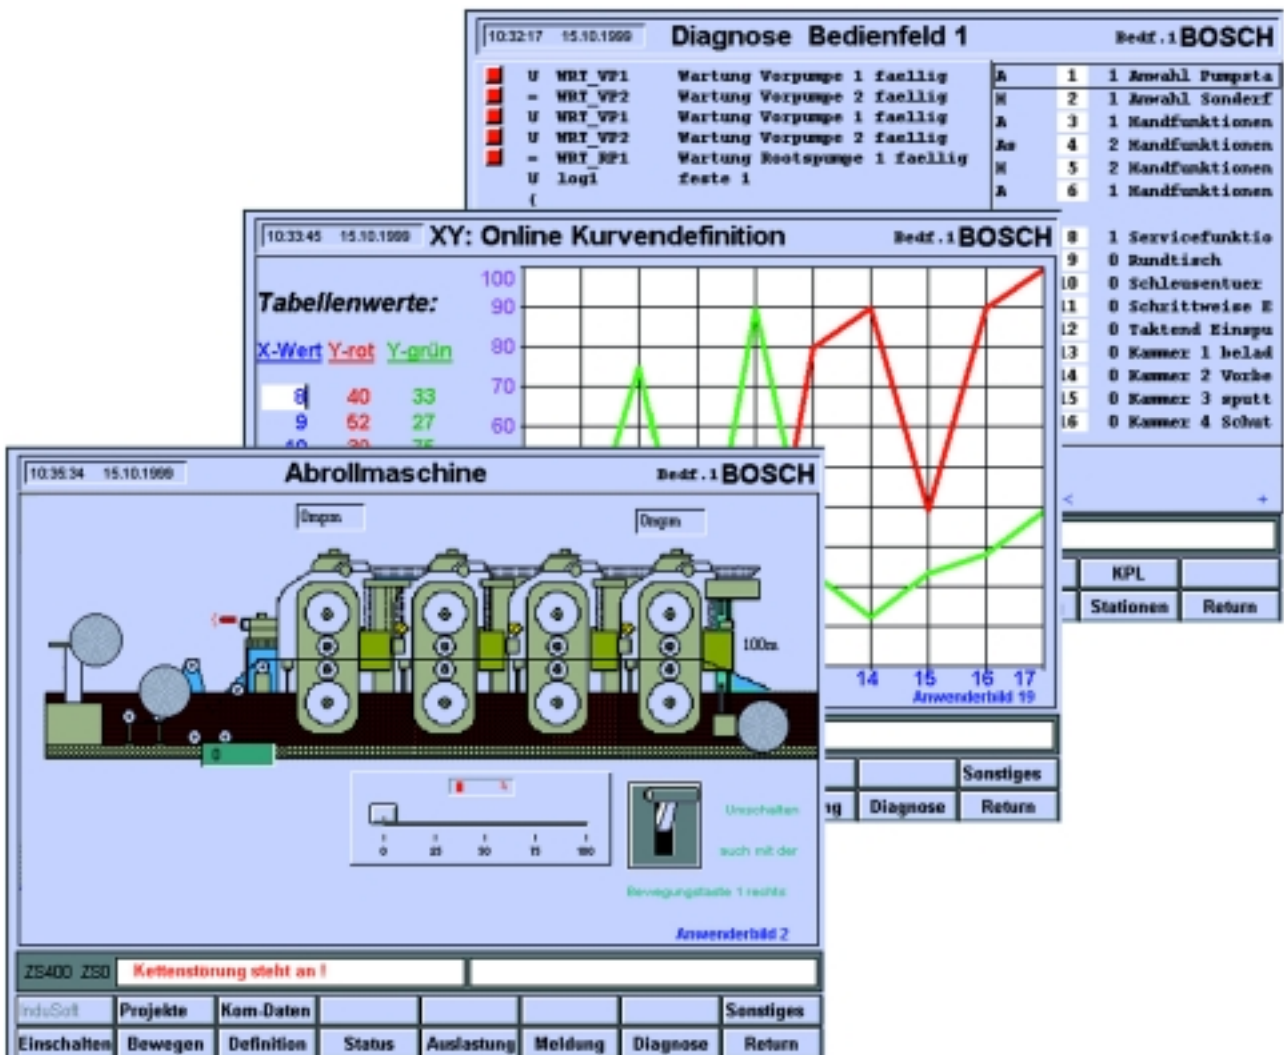 10:32:17 15.10.1999 Diagnose Bedienfeld 1 Bedf.1 BOSCH
U WRT_VP1 Wartung Vorpumpe 1 faellig
= WRT_VP2 Wartung Vorpumpe 2 faellig
U WRT_VP1 Wartung Vorpumpe 1 faellig
U WRT_VP2 Wartung Vorpumpe 2 faellig
= WRT_RP1 Wartung Rootspumpe 1 faellig
U log1 feste 1
(
A 1 1 Anwahl Pumpsta
H 2 1 Anwahl Sonderf
A 3 1 Handfunktionen
As 4 2 Handfunktionen
H 5 2 Handfunktionen
A 6 1 Handfunktionen
8 1 Servicefunktio
9 0 Rundtisch
10 0 Schleusentuer
11 0 Schrittweise E
12 0 Taktend Einspu
13 0 Kammer 1 belad
14 0 Kammer 2 Vorbe
15 0 Kammer 3 sputt
16 0 Kammer 4 Schut
< +
KPL
Stationen Return
10:33:45 15.10.1999 XY: Online Kurvendefinition Bedf.1 BOSCH
Tabellenwerte:
X-Wert Y-rot Y-grün
8 40 33
9 52 27
100
90
80
70
60
14 15 16 17
Anwenderbild 19
Sonstiges
ng Diagnose Return
10:35:34 15.10.1999 Abrollmaschine Bedf.1 BOSCH
0mpm 0mpm
100m
0
0 25 50 75 100
Umschalten
auch mit der
Bewegungstaste 1 rechts
Anwenderbild 2
ZS400 ZS0 Kettenstörung steht an !
InduSoft Projekte Kom-Daten Sonstiges
Einschalten Bewegen Definition Status Auslastung Meldung Diagnose Return